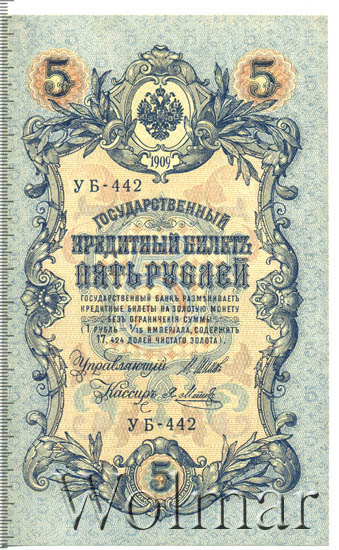 5 5
1909
УБ-442
ГОСУДАРСТВЕННЫЙ
КРЕДИТНЫЙ БИЛЕТЪ
ПЯТЬ РУБЛЕЙ
ГОСУДАРСТВЕННЫЙ БАНКЪ РАЗМѢНИВАЕТЪ
КРЕДИТНЫЕ БИЛЕТЫ НА ЗОЛОТУЮ МОНЕТУ
БЕЗЪ ОГРАНИЧЕНІЯ СУММЫ
(1 РУБЛЬ = 1/15 ИМПЕРІАЛА, СОДЕРЖИТЪ
17,424 ДОЛЕЙ ЧИСТАГО ЗОЛОТА).
Управляющій
Кассиръ
УБ-442
5
Wolmar